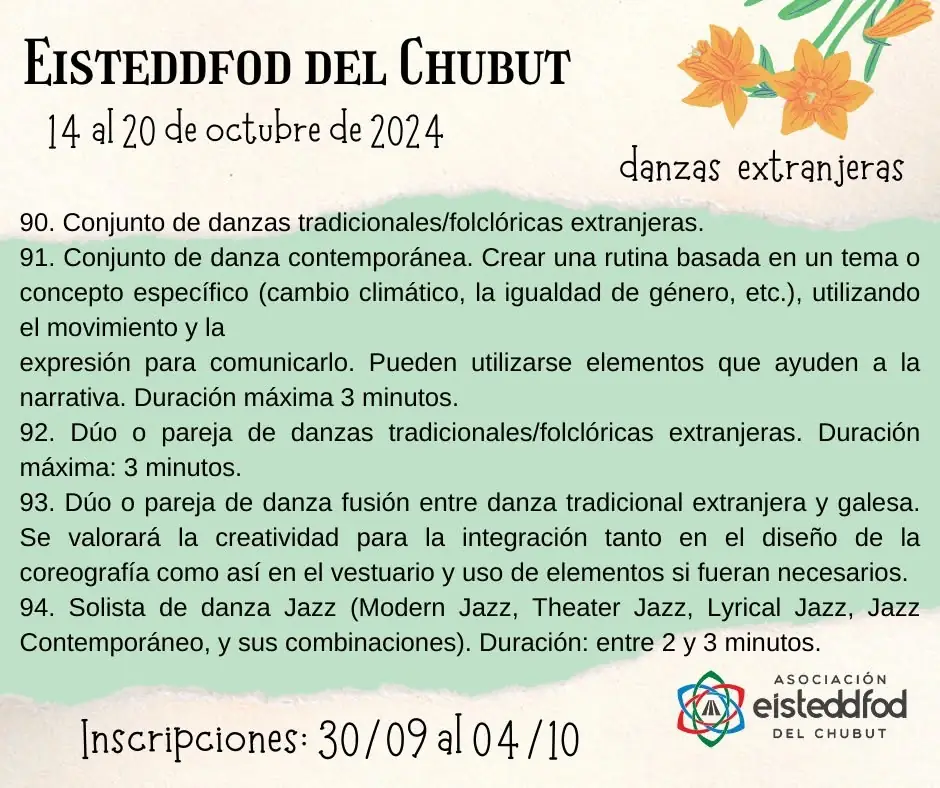 Eisteddfod del Chubut
14 al 20 de octubre de 2024
danzas extranjeras
90. Conjunto de danzas tradicionales/folclóricas extranjeras.
91. Conjunto de danza contemporánea. Crear una rutina basada en un tema o
concepto específico (cambio climático, la igualdad de género, etc.), utilizando
el movimiento y la
expresión para comunicarlo. Pueden utilizarse elementos que ayuden a la
narrativa. Duración máxima 3 minutos.
92. Dúo o pareja de danzas tradicionales/folclóricas extranjeras. Duración
máxima: 3 minutos.
93. Dúo o pareja de danza fusión entre danza tradicional extranjera y galesa.
Se valorará la creatividad para la integración tanto en el diseño de la
coreografía como así en el vestuario y uso de elementos si fueran necesarios.
94. Solista de danza Jazz (Modern Jazz, Theater Jazz, Lyrical Jazz, Jazz
Contemporáneo, y sus combinaciones). Duración: entre 2 y 3 minutos.
Inscripciones: 30/09 al 04/10
ASOCIACIÓN
eisteddfod
DEL CHUBUT